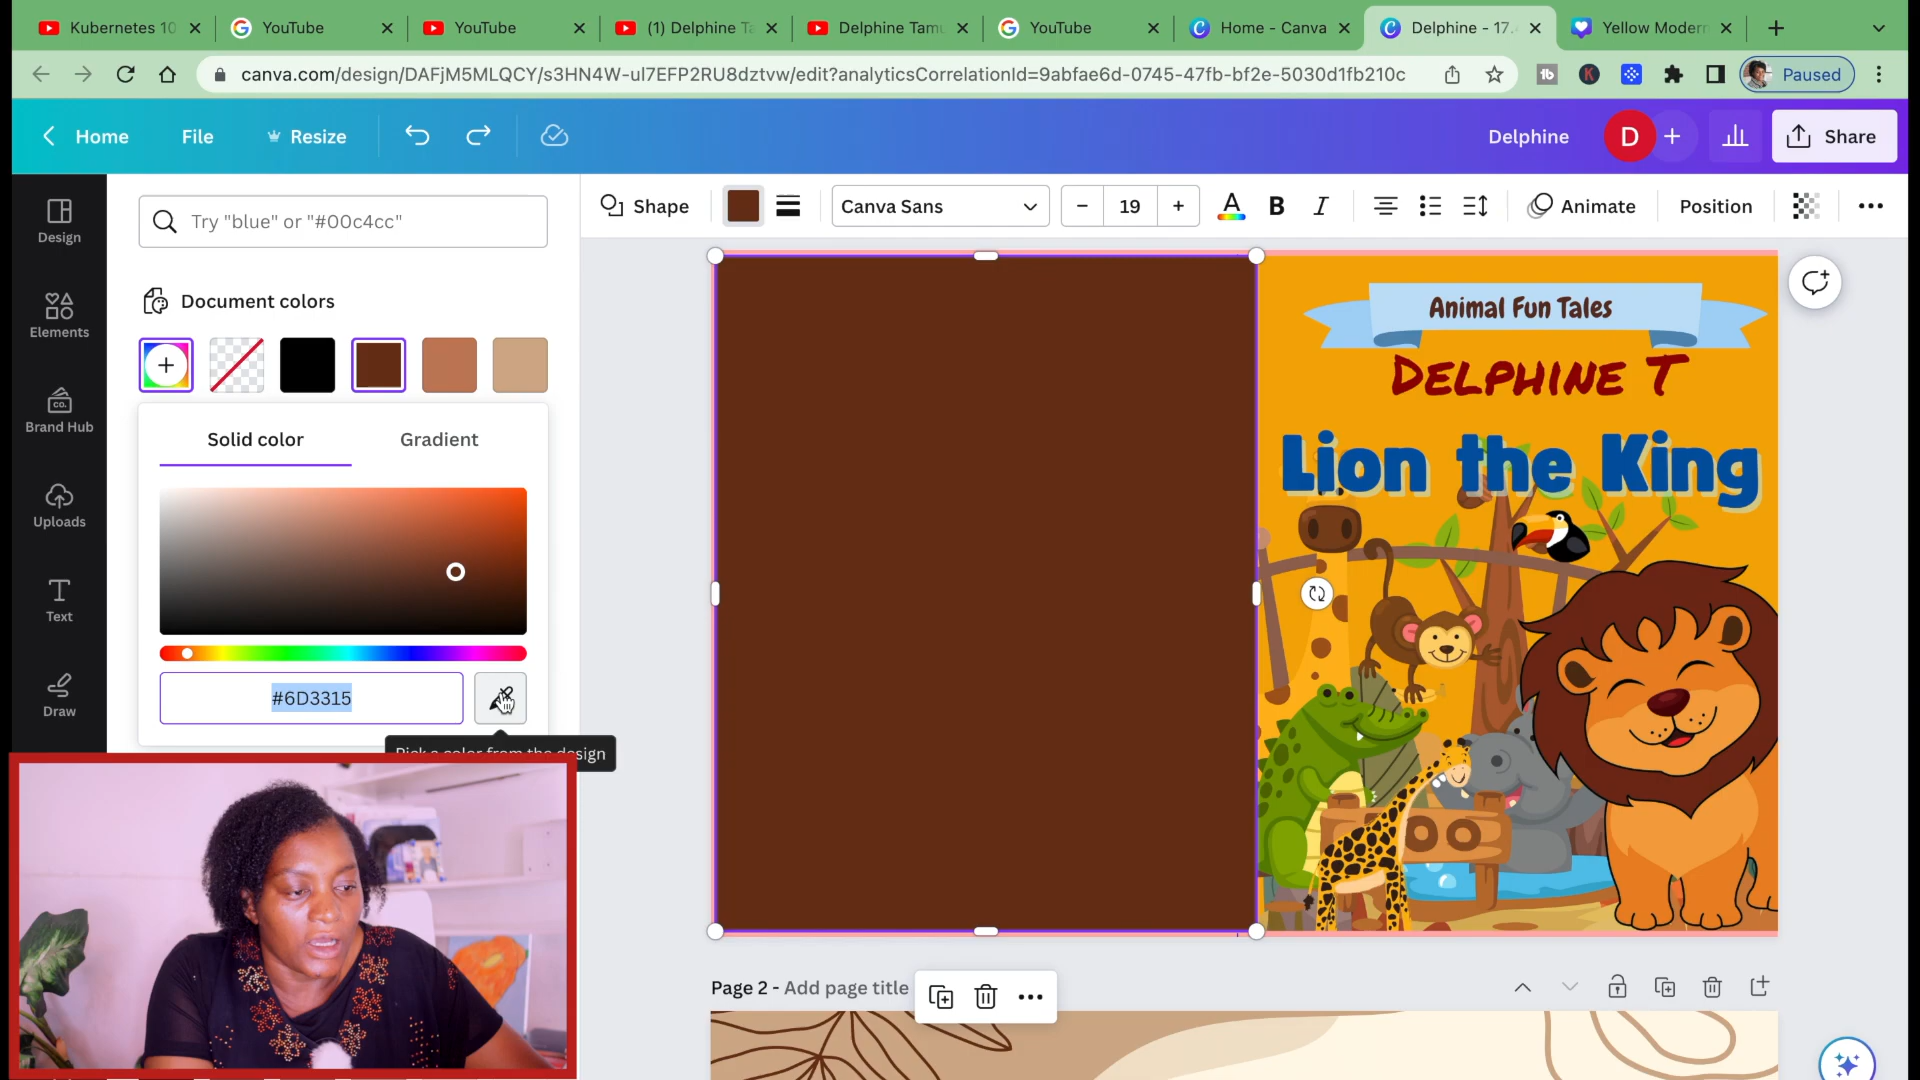 Kubernetes 10
YouTube
YouTube
(1) Delphine Ta
Delphine Tamu
YouTube
Home - Canva
Delphine - 17.
Yellow Modern
canva.com/design/DAFjM5MLQCY/s3HN4W-ul7EFP2RU8dztvw/edit?analyticsCorrelationId=9abfae6d-0745-47fb-bf2e-5030d1fb210c
Paused
Home
File
Resize
Delphine
D
Share
Design
Elements
CO.
Brand Hub
Uploads
Text
Draw
Try "blue" or "#00c4cc"
Document colors
Solid color
Gradient
#6D3315
Pick a color from the design
Shape
Canva Sans
19
A
B
I
Animate
Position
Animal Fun Tales
DELPHINE T
Lion the King
Page 2 - Add page title